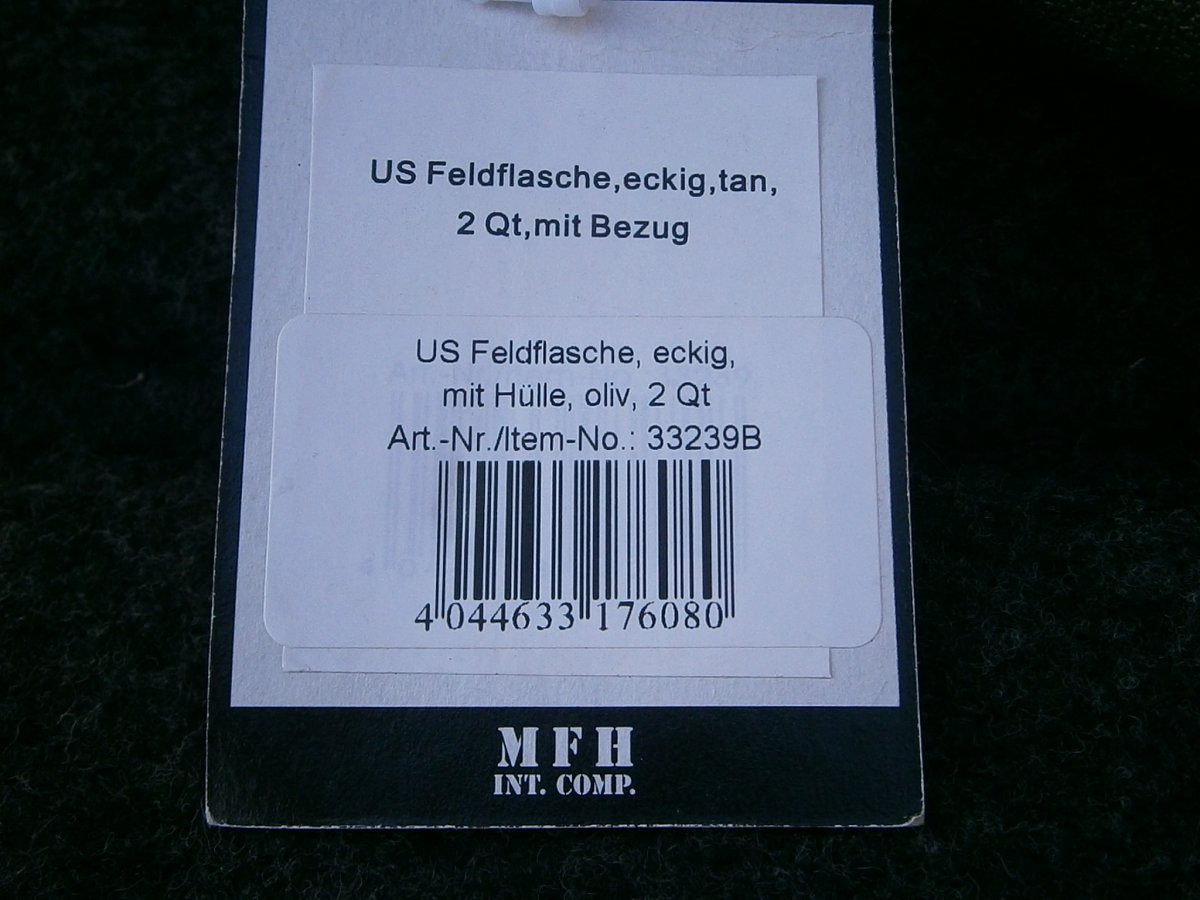 US Feldflasche,eckig,tan,
2 Qt,mit Bezug
US Feldflasche, eckig,
mit Hülle, oliv, 2 Qt
Art.-Nr./Item-No.: 33239B
4 044633 176080
MFH
INT. COMP.